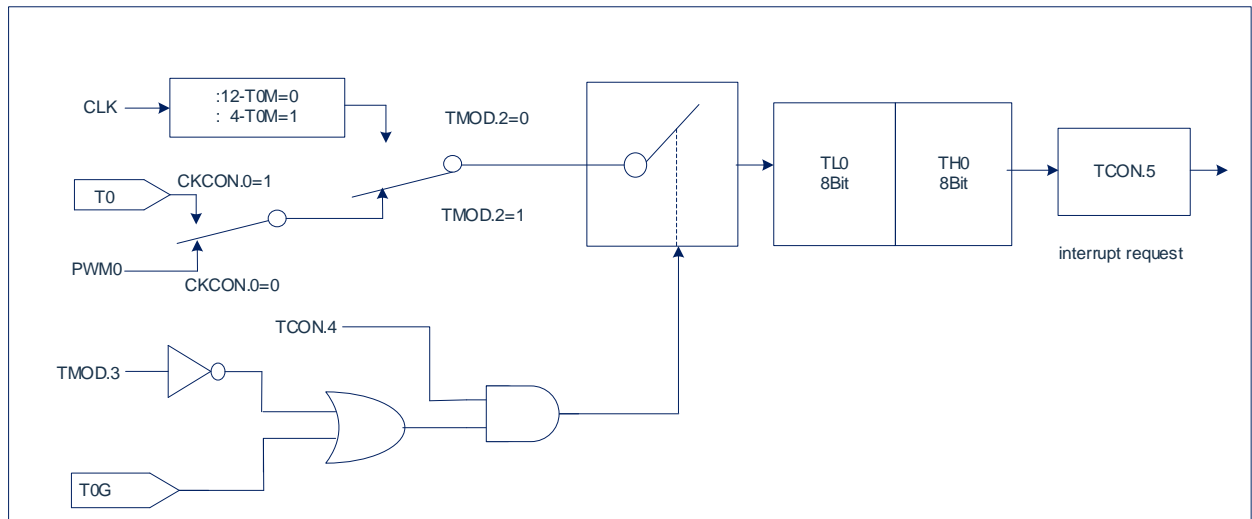 CLK
:12-T0M=0
: 4-T0M=1
TMOD.2=0
T0
CKCON.0=1
TMOD.2=1
PWM0
CKCON.0=0
TL0
8Bit
TH0
8Bit
TCON.5
interrupt request
TCON.4
TMOD.3
T0G